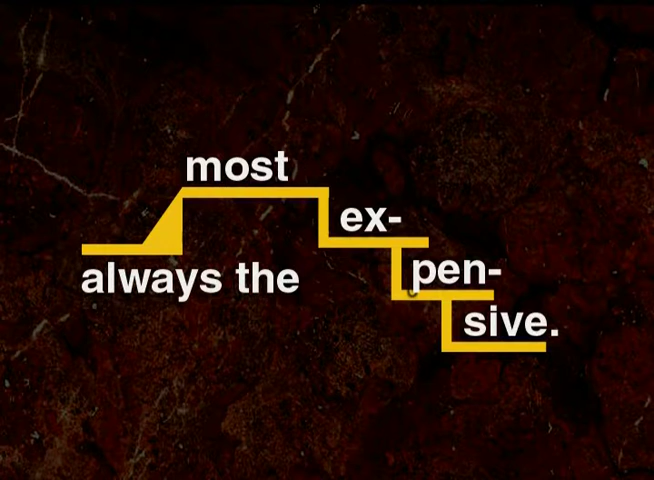 always the
most
ex-
pen-
sive.